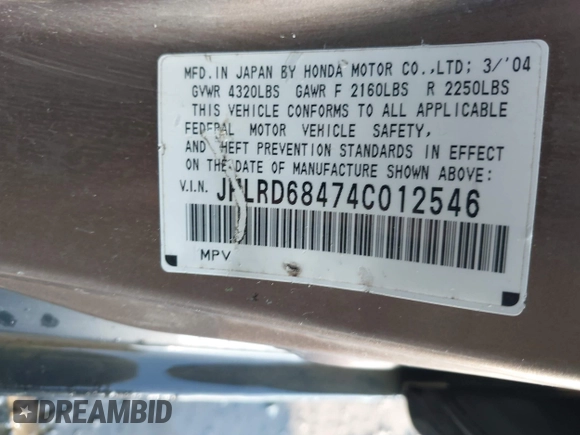 MFD.IN JAPAN BY HONDA MOTOR CO.,LTD; 3/'04
GVWR 4320LBS GAWR F 2160LBS R 2250LBS
THIS VEHICLE CONFORMS TO ALL APPLICABLE
FEDERAL MOTOR VEHICLE SAFETY,
AND THEFT PREVENTION STANDARDS IN EFFECT
ON THE DATE OF MANUFACTURE SHOWN ABOVE:
V.I.N. JHLRD68474C012546
MPV
DREAMBID